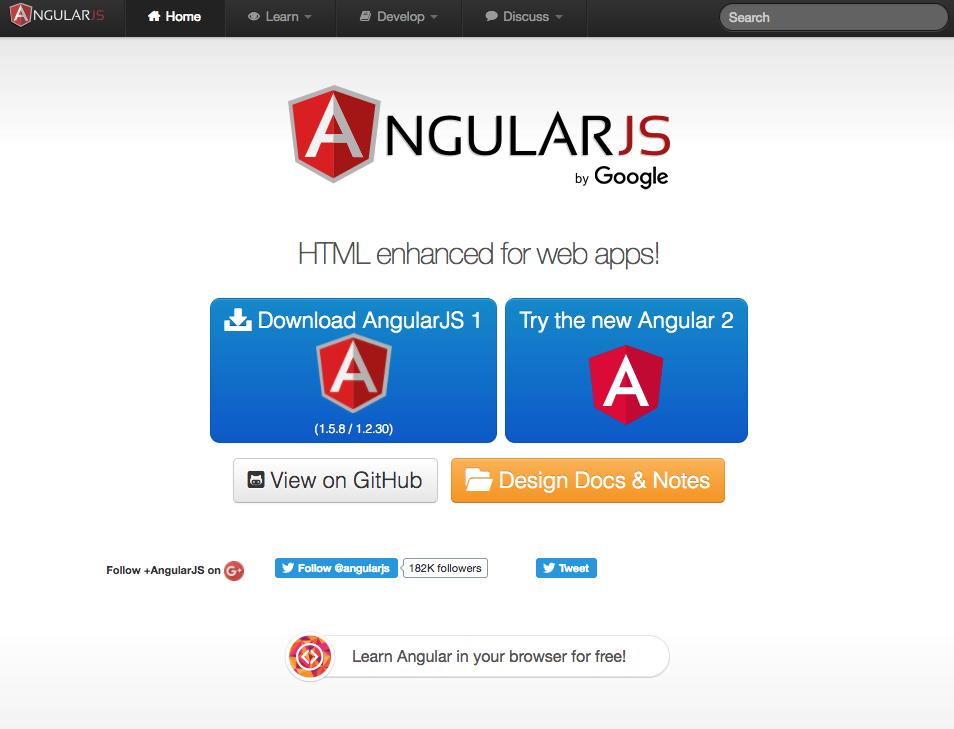 ANGULARJS Home Learn Develop Discuss Search
ANGULARJS
by Google
HTML enhanced for web apps!
Download AngularJS 1
(1.5.8 / 1.2.30)
Try the new Angular 2
View on GitHub
Design Docs & Notes
Follow +AngularJS on G+
Follow @angularjs 182K followers
Tweet
Learn Angular in your browser for free!